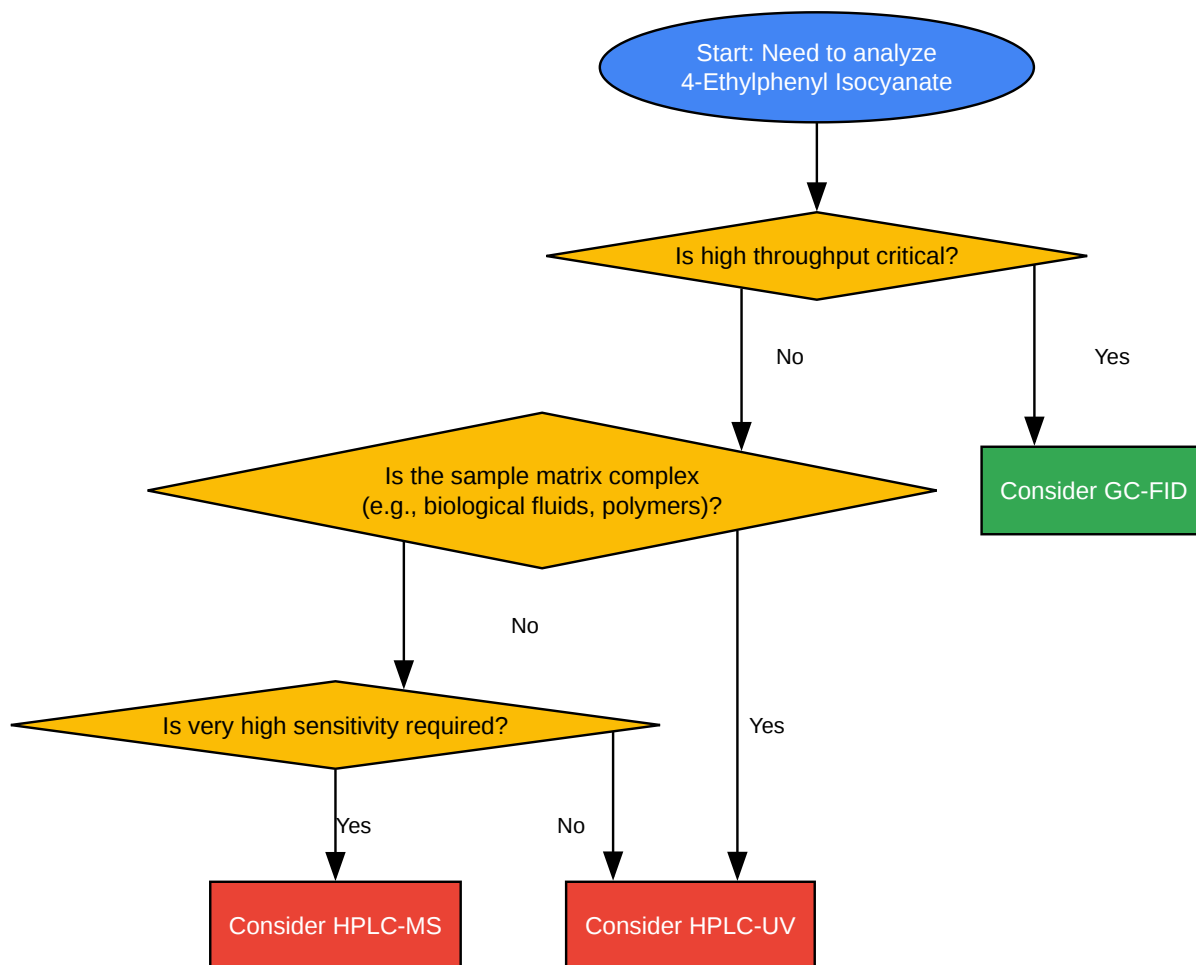 Start: Need to analyze
4-Ethylphenyl Isocyanate
Is high throughput critical?
No
Yes
Is the sample matrix complex
(e.g., biological fluids, polymers)?
Consider GC-FID
No
Is very high sensitivity required?
Yes
Yes
No
Consider HPLC-MS
Consider HPLC-UV